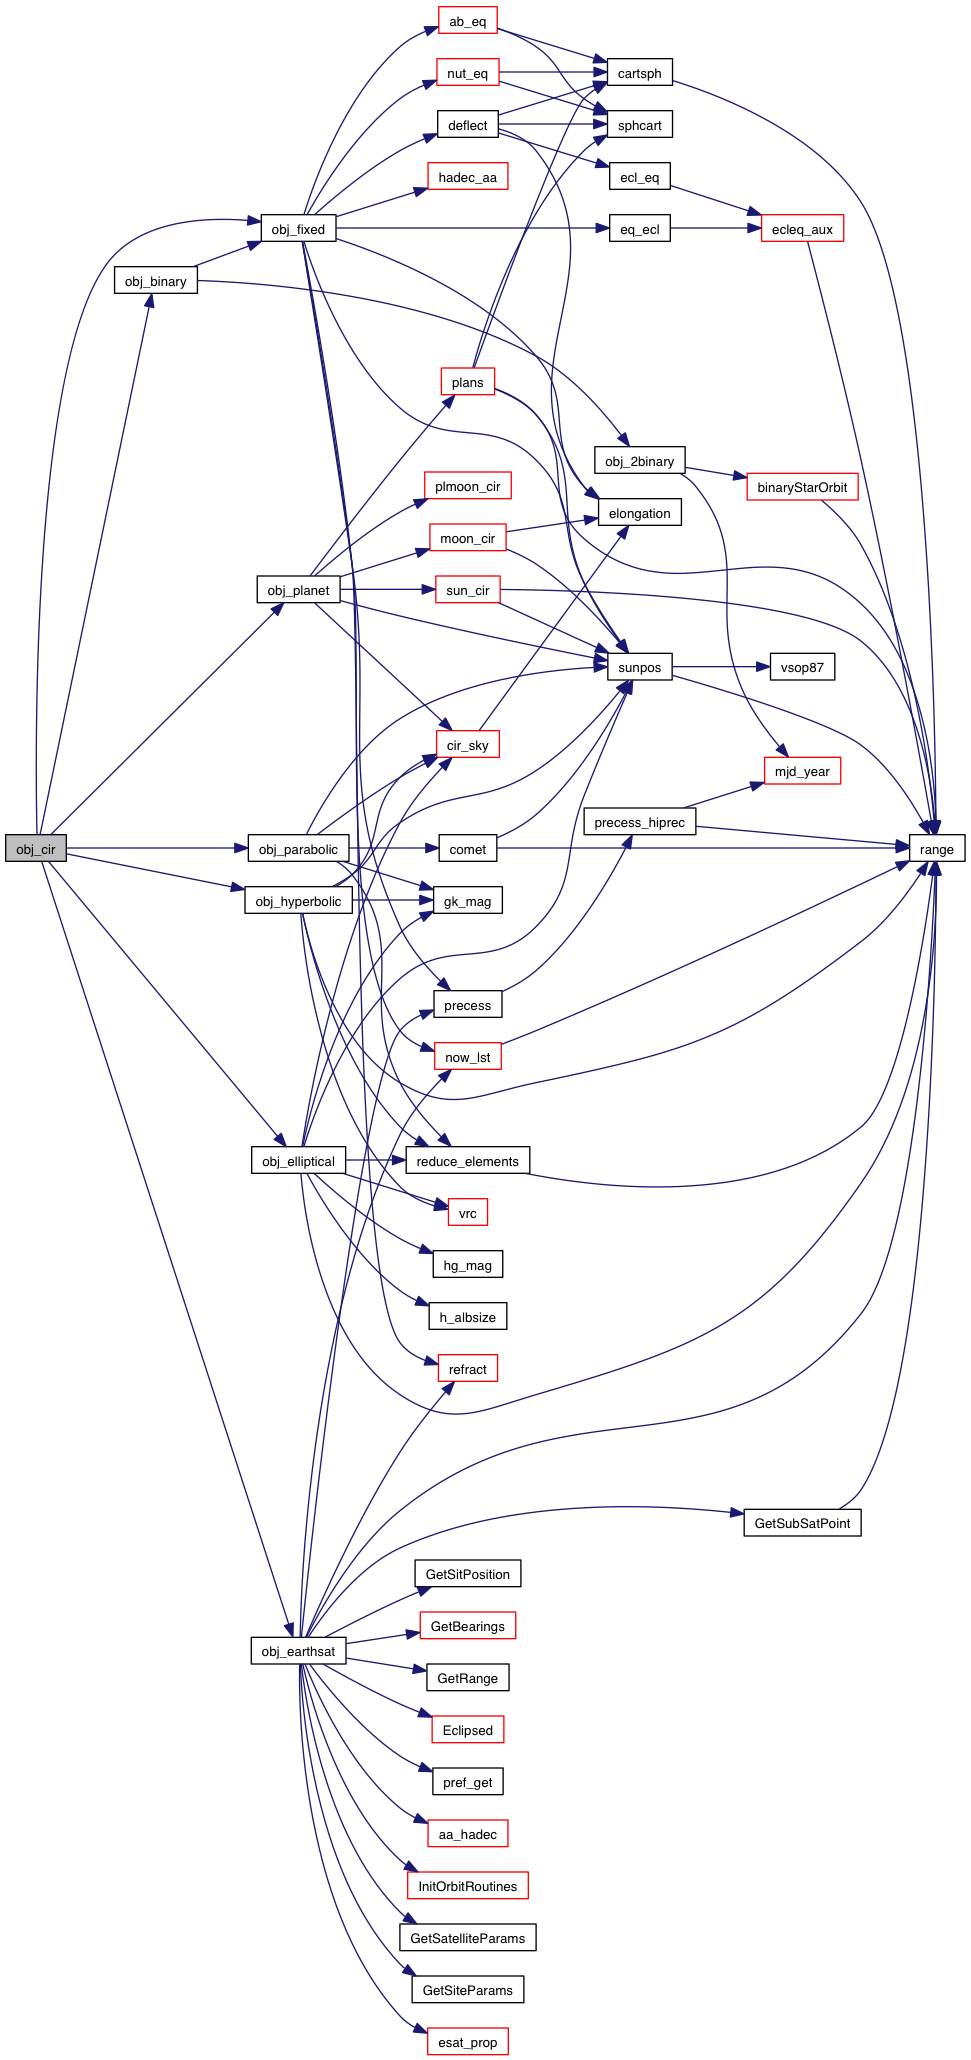 ab_eq
nut_eq
cartsph
deflect
sphcart
hadec_aa
ecl_eq
obj_fixed
eq_ecl
ecleq_aux
obj_binary
plans
obj_2binary
plmoon_cir
binaryStarOrbit
elongation
moon_cir
obj_planet
sun_cir
sunpos
vsop87
cir_sky
mjd_year
precess_hiprec
obj_cir
obj_parabolic
comet
range
obj_hyperbolic
gk_mag
precess
now_lst
obj_elliptical
reduce_elements
vrc
hg_mag
h_albsize
refract
GetSubSatPoint
GetSitPosition
GetBearings
obj_earthsat
GetRange
Eclipsed
pref_get
aa_hadec
InitOrbitRoutines
GetSatelliteParams
GetSiteParams
esat_prop